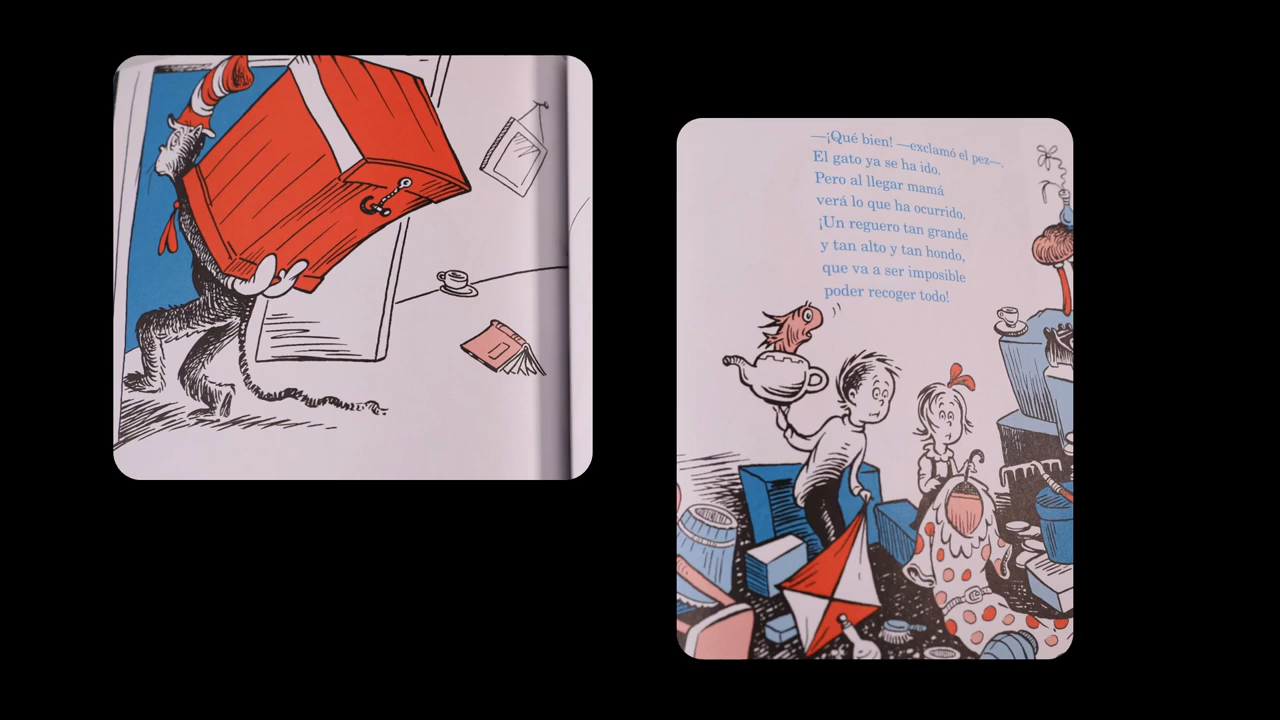 —¡Qué bien! —exclamó el pez—.
El gato ya se ha ido.
Pero al llegar mamá
verá lo que ha ocurrido.
¡Un reguero tan grande
y tan alto y tan hondo,
que va a ser imposible
poder recoger todo!